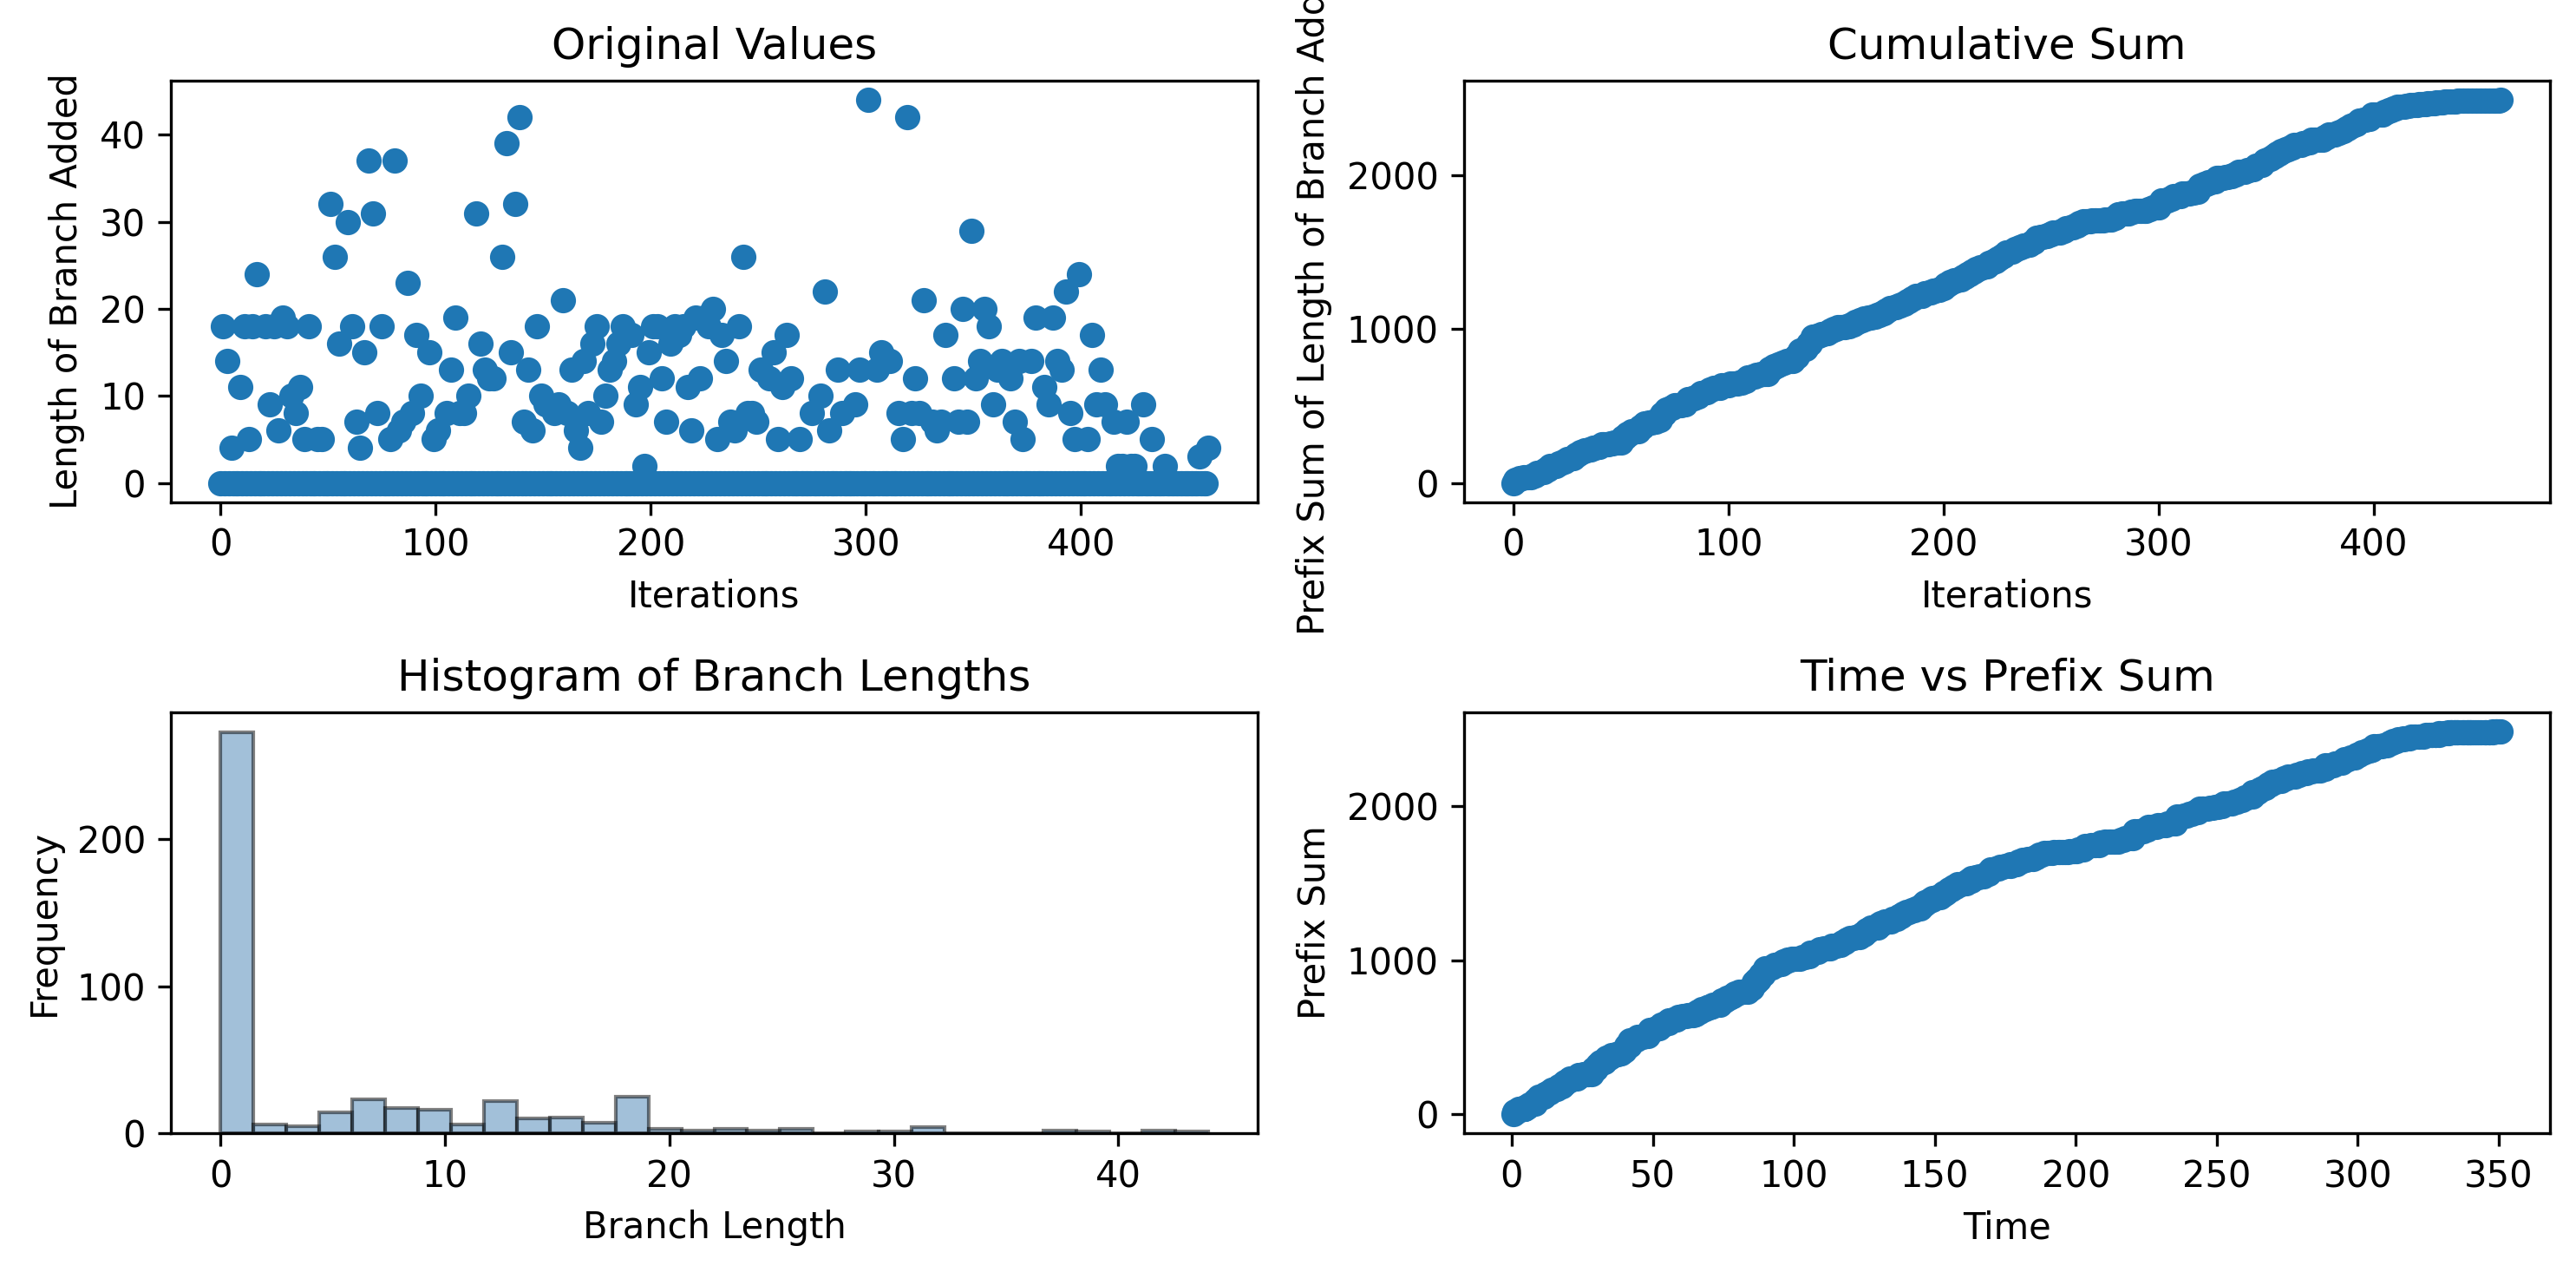 Original Values
Length of Branch Added
40
30
20
10
0
0 100 200 300 400
Iterations
Cumulative Sum
Prefix Sum of Length of Branch
2000
1000
0
0 100 200 300 400
Iterations
Histogram of Branch Lengths
Frequency
200
100
0
0 10 20 30 40
Branch Length
Time vs Prefix Sum
Prefix Sum
2000
1000
0
0 50 100 150 200 250 300 350
Time